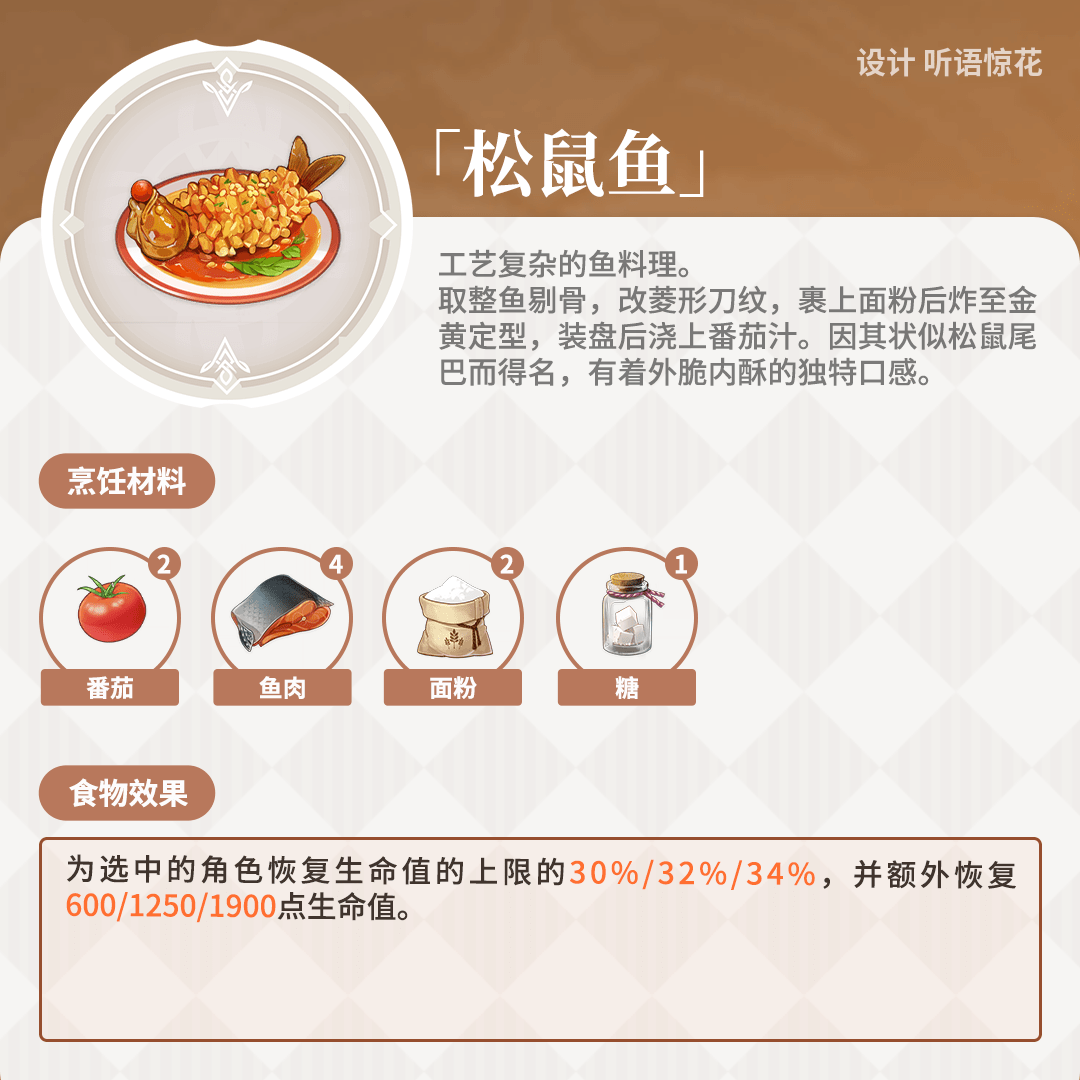 设计 听语惊花
「松鼠鱼」
工艺复杂的鱼料理。
取整鱼剔骨，改菱形刀纹，裹上面粉后炸至金
黄定型，装盘后浇上番茄汁。因其状似松鼠尾
巴而得名，有着外脆内酥的独特口感。
烹饪材料
2 4 2 1
番茄 鱼肉 面粉 糖
食物效果
为选中的角色恢复生命值的上限的30%/32%/34%，并额外恢复
600/1250/1900点生命值。